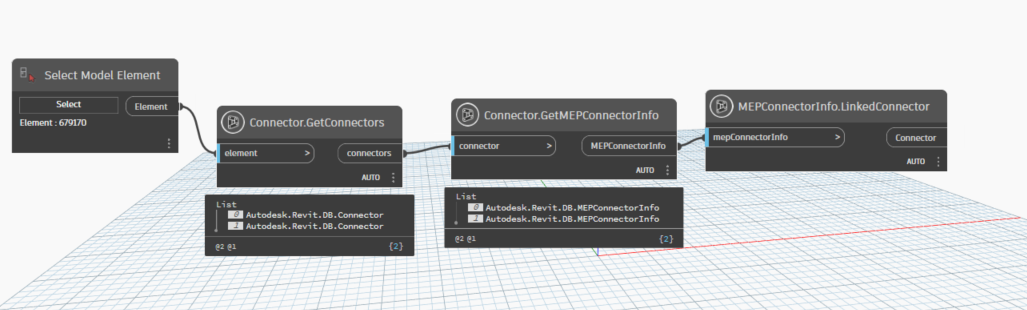 Select Model Element
Select
Element
Element : 679170
Connector.GetConnectors
element >
connectors
AUTO
List
0 Autodesk.Revit.DB.Connector
1 Autodesk.Revit.DB.Connector
@2 @1 {2}
Connector.GetMEPConnectorInfo
connector >
MEPConnectorInfo
AUTO
List
0 Autodesk.Revit.DB.MEPConnectorInfo
1 Autodesk.Revit.DB.MEPConnectorInfo
@2 @1 {2}
MEPConnectorInfo.LinkedConnector
mepConnectorInfo >
Connector
AUTO